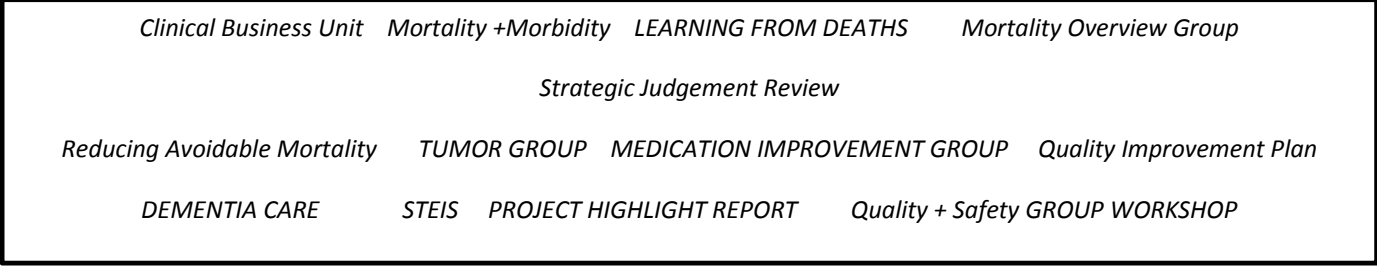 Clinical Business Unit Mortality +Morbidity LEARNING FROM DEATHS Mortality Overview Group
Strategic Judgement Review
Reducing Avoidable Mortality TUMOR GROUP MEDICATION IMPROVEMENT GROUP Quality Improvement Plan
DEMENTIA CARE STEIS PROJECT HIGHLIGHT REPORT Quality + Safety GROUP WORKSHOP